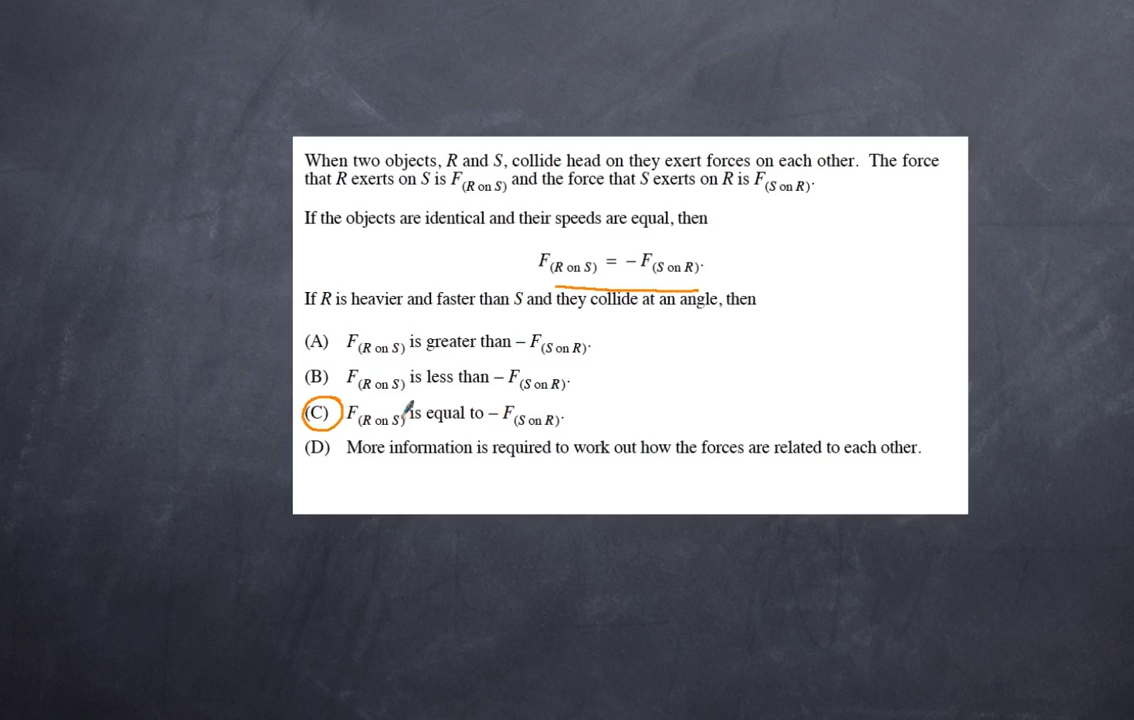 When two objects, R and S, collide head on they exert forces on each other. The force
that R exerts on S is F(R on S) and the force that S exerts on R is F(S on R).
If the objects are identical and their speeds are equal, then
F(R on S) = – F(S on R).
If R is heavier and faster than S and they collide at an angle, then
(A) F(R on S) is greater than – F(S on R).
(B) F(R on S) is less than – F(S on R).
(C) F(R on S) is equal to – F(S on R).
(D) More information is required to work out how the forces are related to each other.